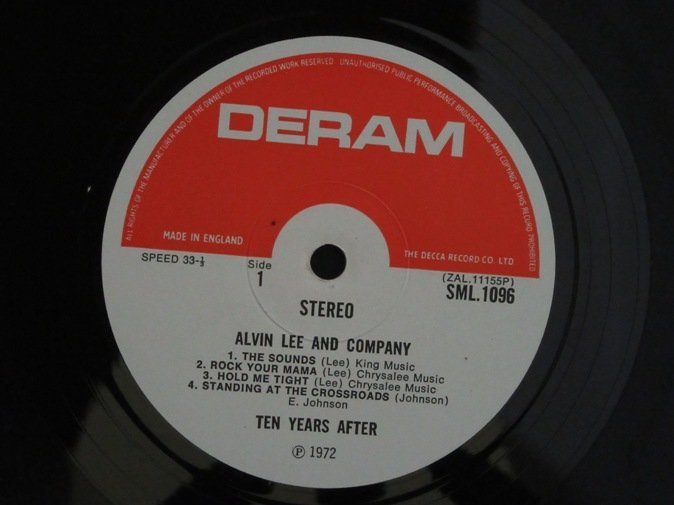 ALL RIGHTS OF THE MANUFACTURER AND OF THE OWNER OF THE RECORDED WORK RESERVED UNAUTHORISED PUBLIC PERFORMANCE BROADCASTING AND COPYING OF THIS RECORD PROHIBITED
DERAM
MADE IN ENGLAND
THE DECCA RECORD CO. LTD
SPEED 33-⅓
Side
1
(ZAL.11155P)
SML.1096
STEREO
ALVIN LEE AND COMPANY
1. THE SOUNDS (Lee) King Music
2. ROCK YOUR MAMA (Lee) Chrysalee Music
3. HOLD ME TIGHT (Lee) Chrysalee Music
4. STANDING AT THE CROSSROADS (Johnson)
E. Johnson
TEN YEARS AFTER
℗ 1972